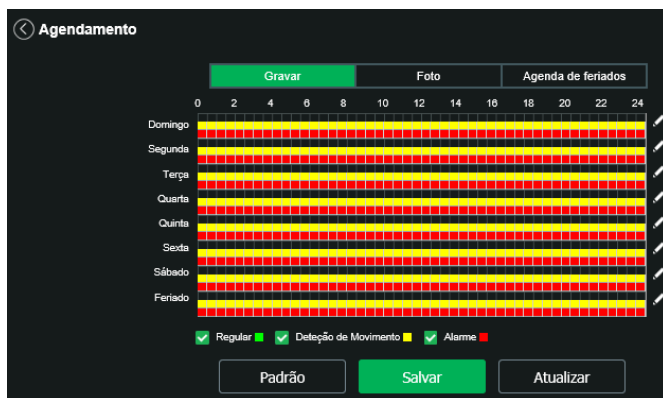 Agendamento
Gravar Foto Agenda de feriados
0 2 4 6 8 10 12 14 16 18 20 22 24
Domingo
Segunda
Terça
Quarta
Quinta
Sexta
Sábado
Feriado
Regular Deteção de Movimento Alarme
Padrão Salvar Atualizar